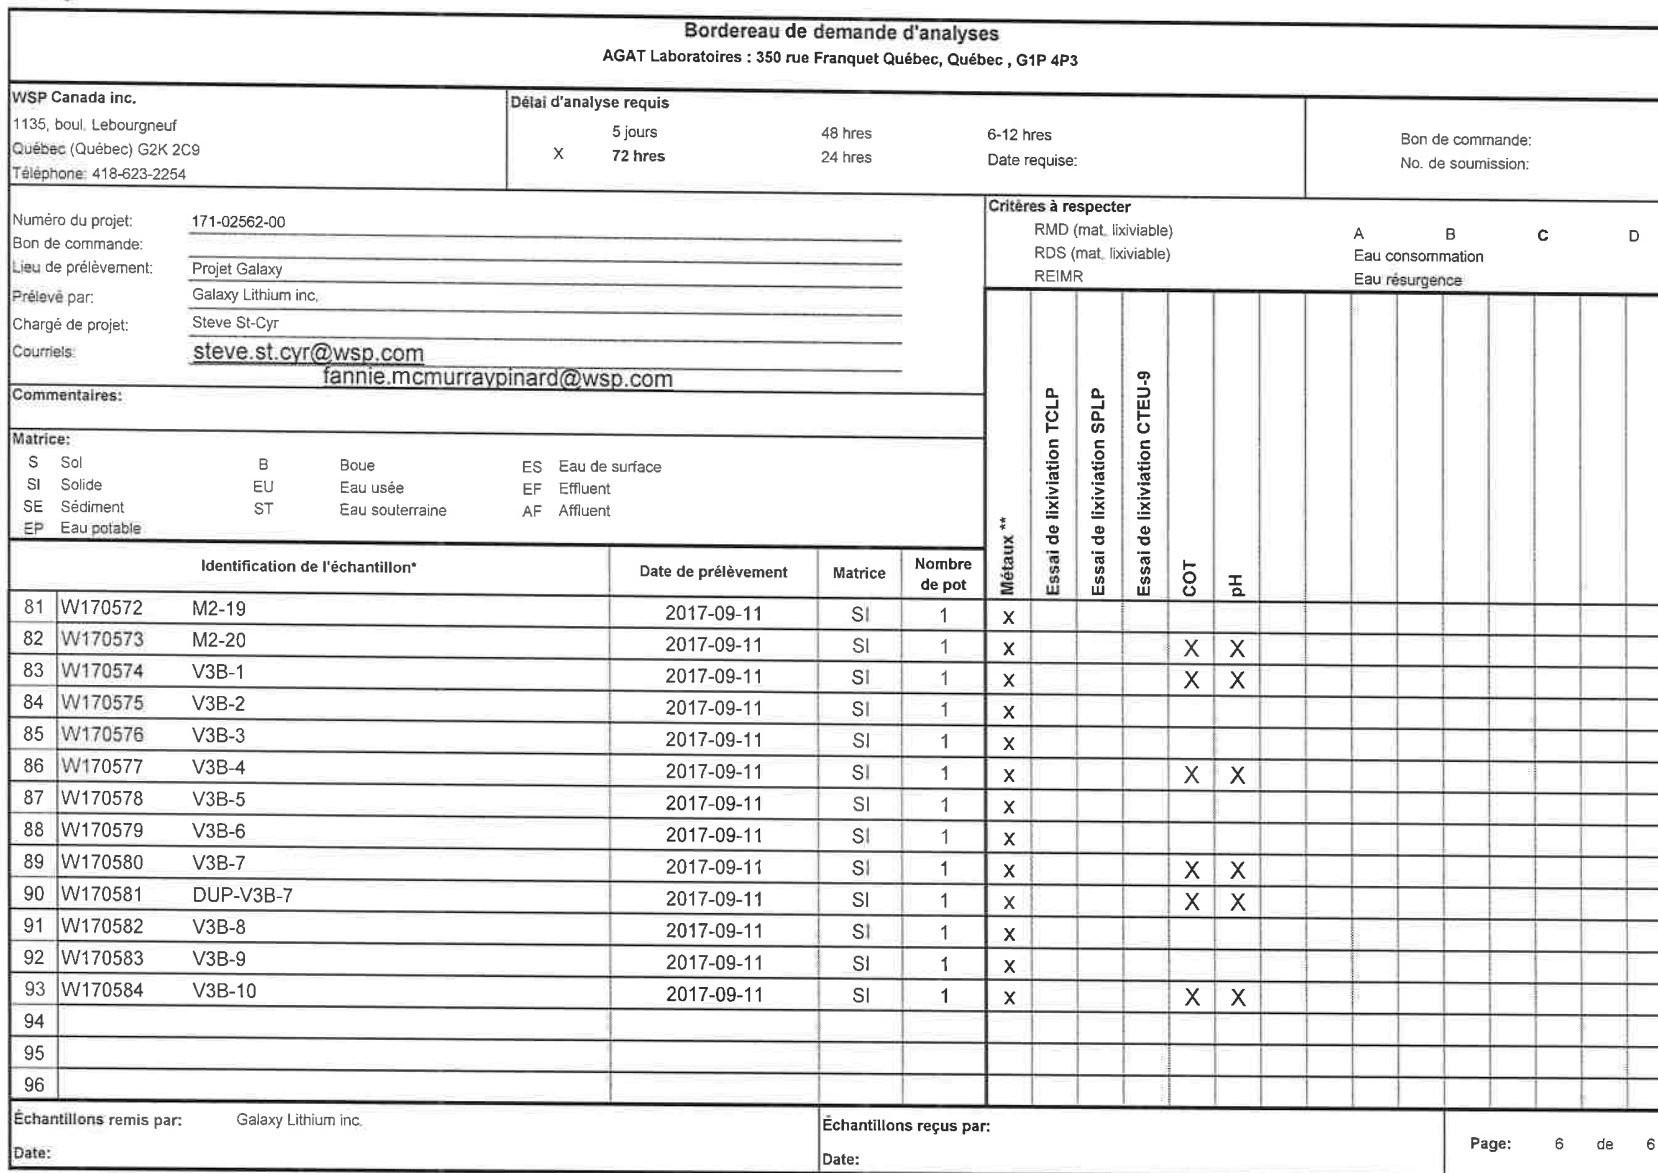 Bordereau de demande d'analyses
AGAT Laboratoires : 350 rue Franquet Québec, Québec , G1P 4P3
WSP Canada inc.
1135, boul. Lebourgneuf
Québec (Québec) G2K 2C9
Téléphone: 418-623-2254
Délai d'analyse requis
5 jours 48 hres 6-12 hres
X 72 hres 24 hres Date requise:
Bon de commande:
No. de soumission:
Numéro du projet: 171-02562-00
Bon de commande:
Lieu de prélèvement: Projet Galaxy
Prélevé par: Galaxy Lithium inc.
Chargé de projet: Steve St-Cyr
Courriels: steve.st.cyr@wsp.com
fannie.mcmurraypinard@wsp.com
Critères à respecter
RMD (mat. lixiviable) A B C D
RDS (mat. lixiviable) Eau consommation
REIMR Eau résurgence
Commentaires:
Matrice:
S Sol B Boue ES Eau de surface
SI Solide EU Eau usée EF Effluent
SE Sédiment ST Eau souterraine AF Affluent
EP Eau potable
Identification de l'échantillon* Date de prélèvement Matrice Nombre de pot
Métaux **
Essai de lixiviation TCLP
Essai de lixiviation SPLP
Essai de lixiviation CTEU-9
COT
pH
81 W170572 M2-19 2017-09-11 SI 1 X
82 W170573 M2-20 2017-09-11 SI 1 X X X
83 W170574 V3B-1 2017-09-11 SI 1 X X X
84 W170575 V3B-2 2017-09-11 SI 1 X
85 W170576 V3B-3 2017-09-11 SI 1 X
86 W170577 V3B-4 2017-09-11 SI 1 X X X
87 W170578 V3B-5 2017-09-11 SI 1 X
88 W170579 V3B-6 2017-09-11 SI 1 X
89 W170580 V3B-7 2017-09-11 SI 1 X X X
90 W170581 DUP-V3B-7 2017-09-11 SI 1 X X X
91 W170582 V3B-8 2017-09-11 SI 1 X
92 W170583 V3B-9 2017-09-11 SI 1 X
93 W170584 V3B-10 2017-09-11 SI 1 X X X
94
95
96
Échantillons remis par: Galaxy Lithium inc.
Date:
Échantillons reçus par:
Date:
Page: 6 de 6